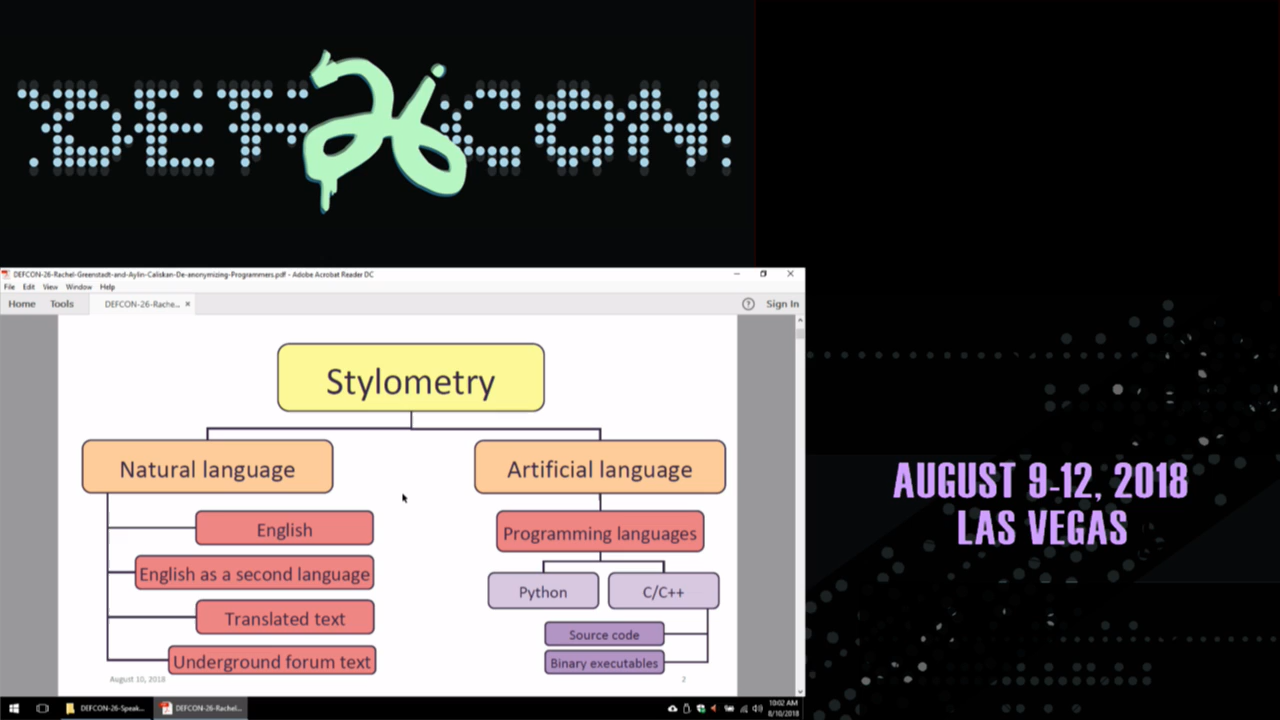 DEF 26 CON
DEFCON-26-Rachel-Greenstadt-and-Aylin-Caliskan-De-anonymizing-Programmers.pdf - Adobe Acrobat Reader DC
File Edit View Window Help
Home Tools DEFCON-26-Rache... × ? Sign In
Stylometry
Natural language
Artificial language
English
Programming languages
English as a second language
Python
C/C++
Translated text
Source code
Underground forum text
Binary executables
August 10, 2018
2
AUGUST 9-12, 2018
LAS VEGAS
DEFCON-26-Speak...
DEFCON-26-Rachel...
10:02 AM
8/10/2018